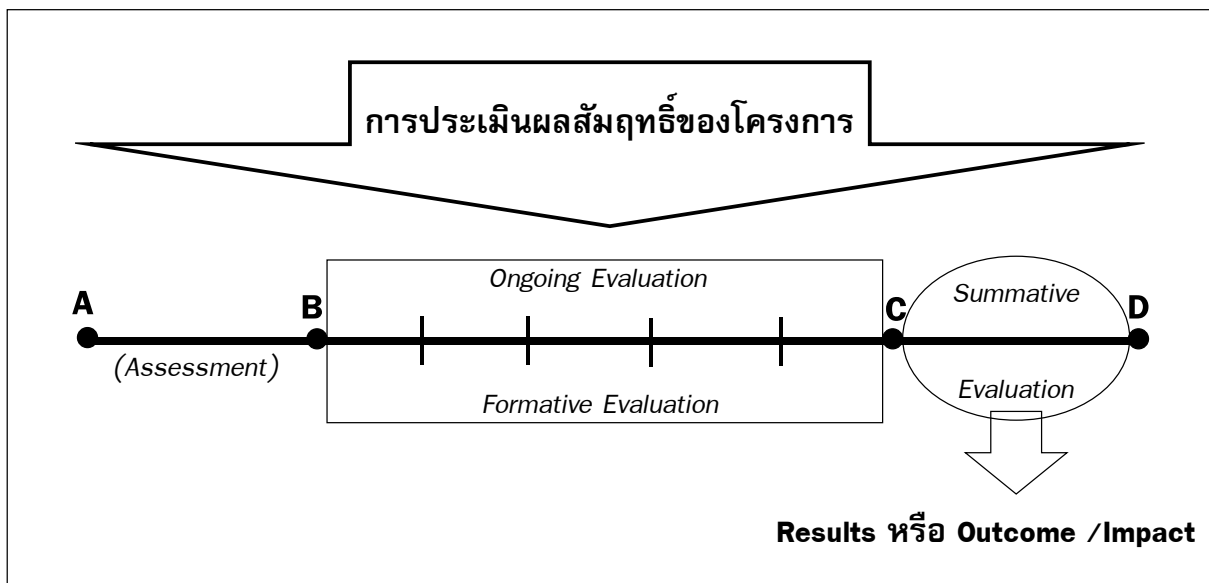 การประเมินผลสัมฤทธิ์ของโครงการ
Ongoing Evaluation
A
B
C
Summative
D
(Assessment)
Formative Evaluation
Evaluation
Results หรือ Outcome /Impact